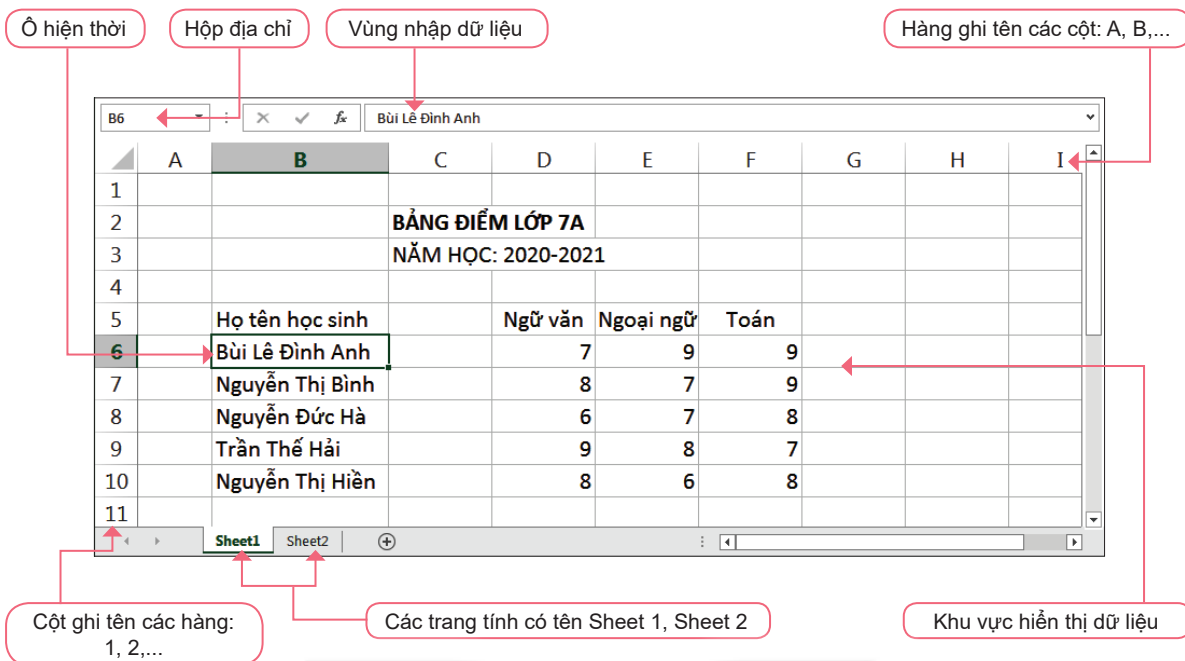 Ô hiện thời
Hộp địa chỉ
Vùng nhập dữ liệu
Hàng ghi tên các cột: A, B,...
B6 fx Bùi Lê Đình Anh
A B C D E F G H I
1
2 BẢNG ĐIỂM LỚP 7A
3 NĂM HỌC: 2020-2021
4
5 Họ tên học sinh Ngữ văn Ngoại ngữ Toán
6 Bùi Lê Đình Anh 7 9 9
7 Nguyễn Thị Bình 8 7 9
8 Nguyễn Đức Hà 6 7 8
9 Trần Thế Hải 9 8 7
10 Nguyễn Thị Hiền 8 6 8
11
Sheet1 Sheet2
Cột ghi tên các hàng:
1, 2,...
Các trang tính có tên Sheet 1, Sheet 2
Khu vực hiển thị dữ liệu